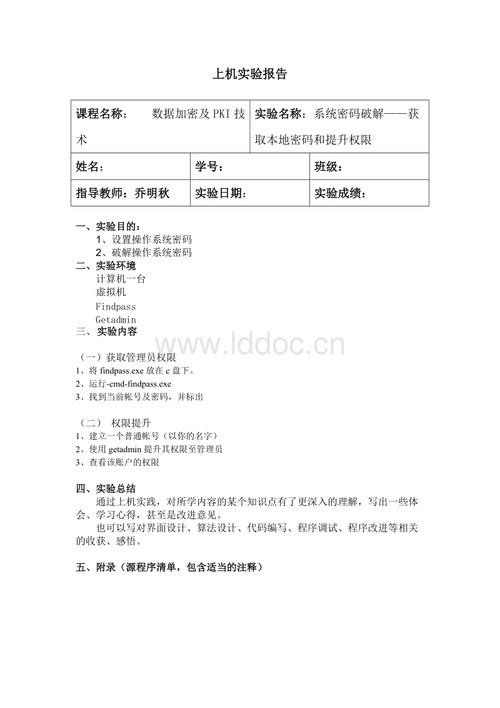 上机实验报告
课程名称： 数据加密及PKI技
术
实验名称：系统密码破解——获
取本地密码和提升权限
姓名： 学号： 班级：
指导教师：乔明秋 实验日期： 实验成绩：
一、实验目的：
1、设置操作系统密码
2、破解操作系统密码
二、实验环境
计算机一台
虚拟机
Findpass
Getadmin
三、实验内容
www.lddoc.cn
（一）获取管理员权限
1、将 findpass.exe 放在 c 盘下。
2、运行-cmd-findpass.exe
3、找到当前帐号及密码，并标出
（二） 权限提升
1、建立一个普通帐号（以你的名字）
2、使用 getadmin 提升其权限至管理员
3、查看该账户的权限
四、实验总结
通过上机实践，对所学内容的某个知识点有了更深入的理解，写出一些体
会、学习心得，甚至是改进意见。
也可以写对界面设计、算法设计、代码编写、程序调试、程序改进等相关
的收获、感悟。
五、附录（源程序清单，包含适当的注释）